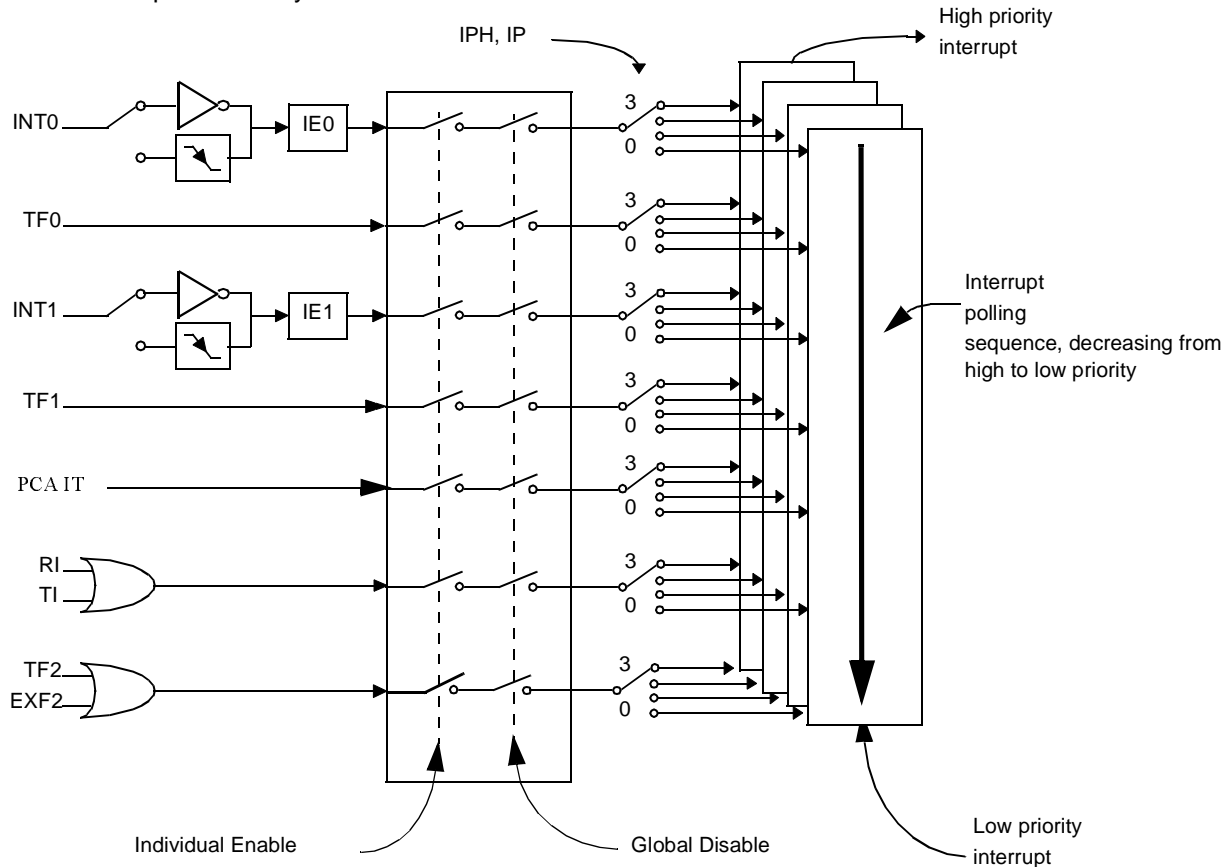 High priority
interrupt
IPH, IP
INT0
IE0
3
0
TF0
3
0
INT1
IE1
3
0
Interrupt
polling
sequence, decreasing from
high to low priority
TF1
3
0
PCA IT
3
0
RI
TI
3
0
TF2
EXF2
3
0
Individual Enable
Global Disable
Low priority
interrupt